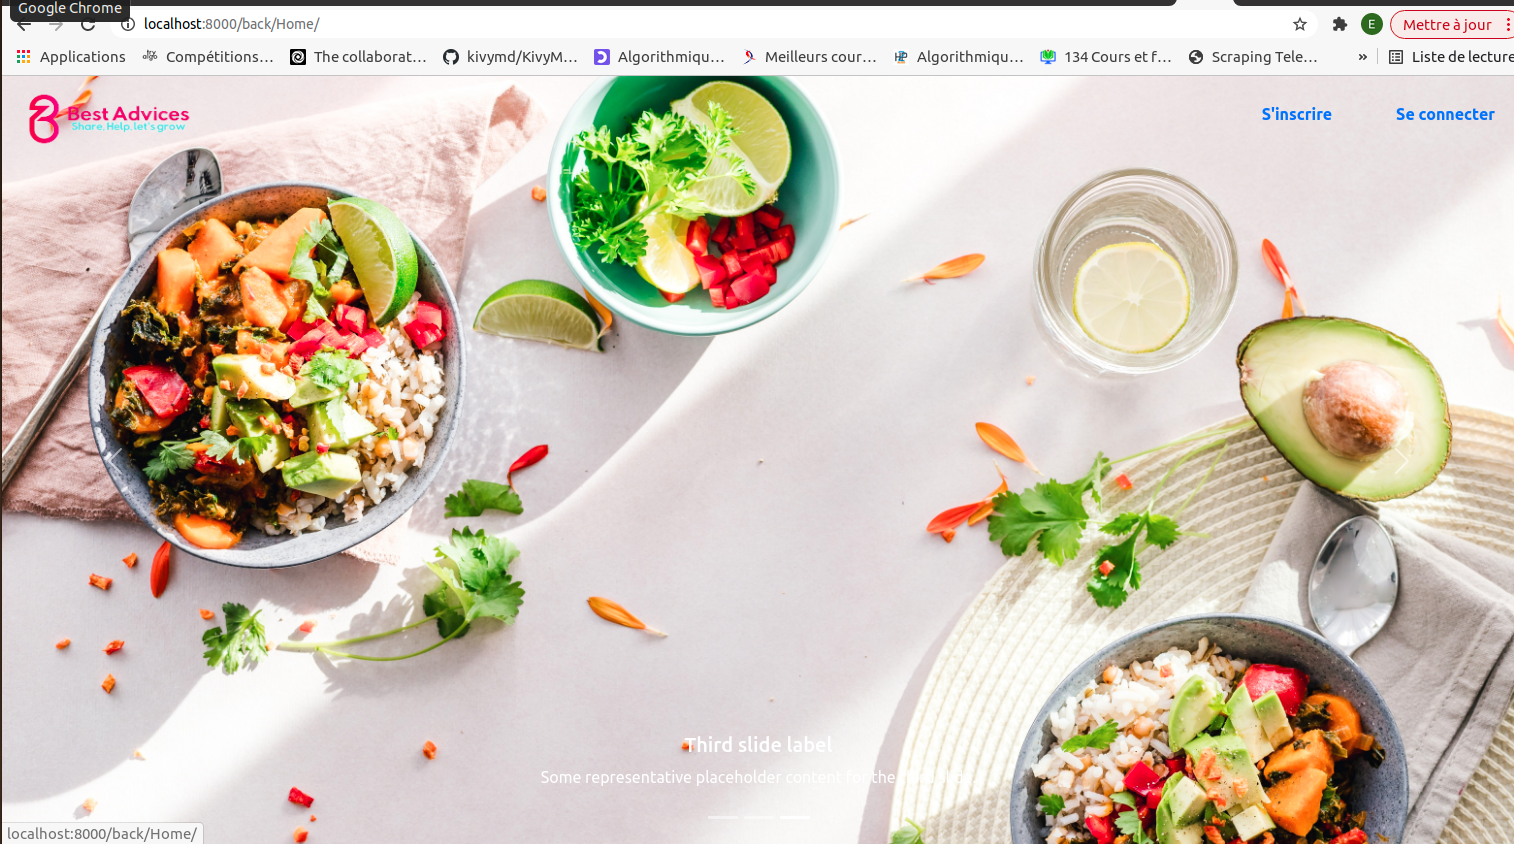 Google Chrome
localhost:8000/back/Home/
E
Mettre à jour
Applications
Compétitions...
The collaborat...
kivymd/KivyM...
Algorithmiqu...
Meilleurs cour...
Algorithmiqu...
134 Cours et f...
Scraping Tele...
»
Liste de lecture
Best Advices
Share.Help.let's grow
S'inscrire
Se connecter
Third slide label
Some representative placeholder content for the
localhost:8000/back/Home/